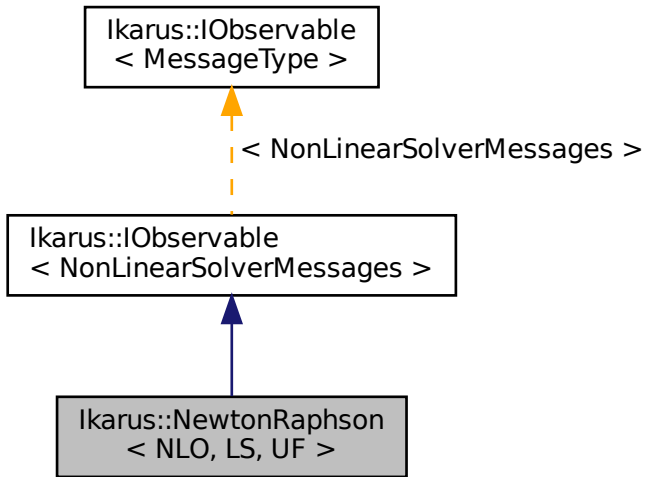 Ikarus::IObservable
< MessageType >
< NonLinearSolverMessages >
Ikarus::IObservable
< NonLinearSolverMessages >
Ikarus::NewtonRaphson
< NLO, LS, UF >